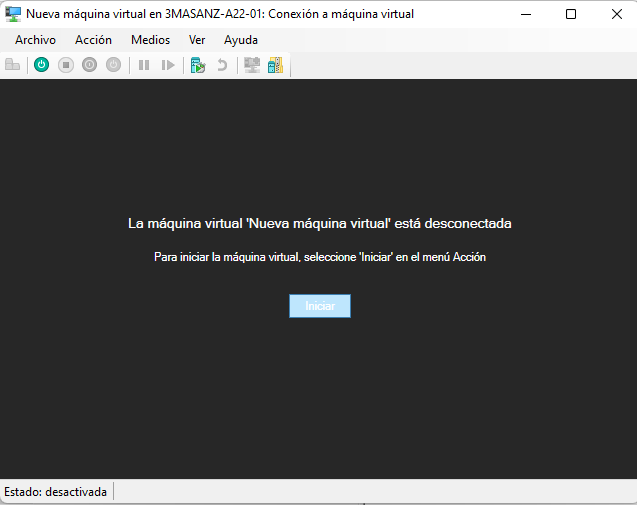 Nueva máquina virtual en 3MASANZ-A22-01: Conexión a máquina virtual
Archivo Acción Medios Ver Ayuda
La máquina virtual 'Nueva máquina virtual' está desconectada
Para iniciar la máquina virtual, seleccione 'Iniciar' en el menú Acción
Iniciar
Estado: desactivada